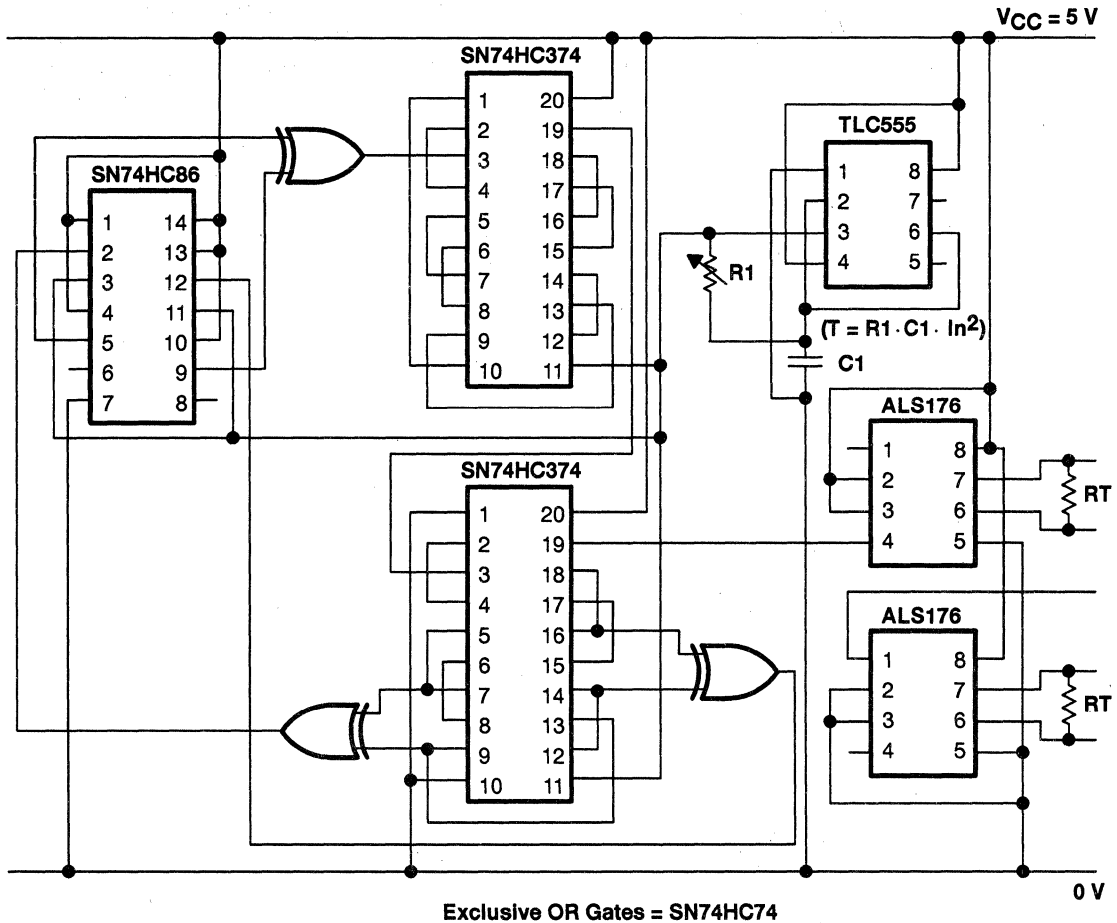 V_CC = 5 V
SN74HC374
1 20
2 19
3 18
4 17
5 16
6 15
7 14
8 13
9 12
10 11
TLC555
1 8
2 7
3 6
4 5
SN74HC86
1 14
2 13
3 12
4 11
5 10
6 9
7 8
R1
(T = R1 · C1 · In²)
C1
ALS176
1 8
2 7
3 6
4 5
RT
SN74HC374
1 20
2 19
3 18
4 17
5 16
6 15
7 14
8 13
9 12
10 11
ALS176
1 8
2 7
3 6
4 5
RT
0 V
Exclusive OR Gates = SN74HC74